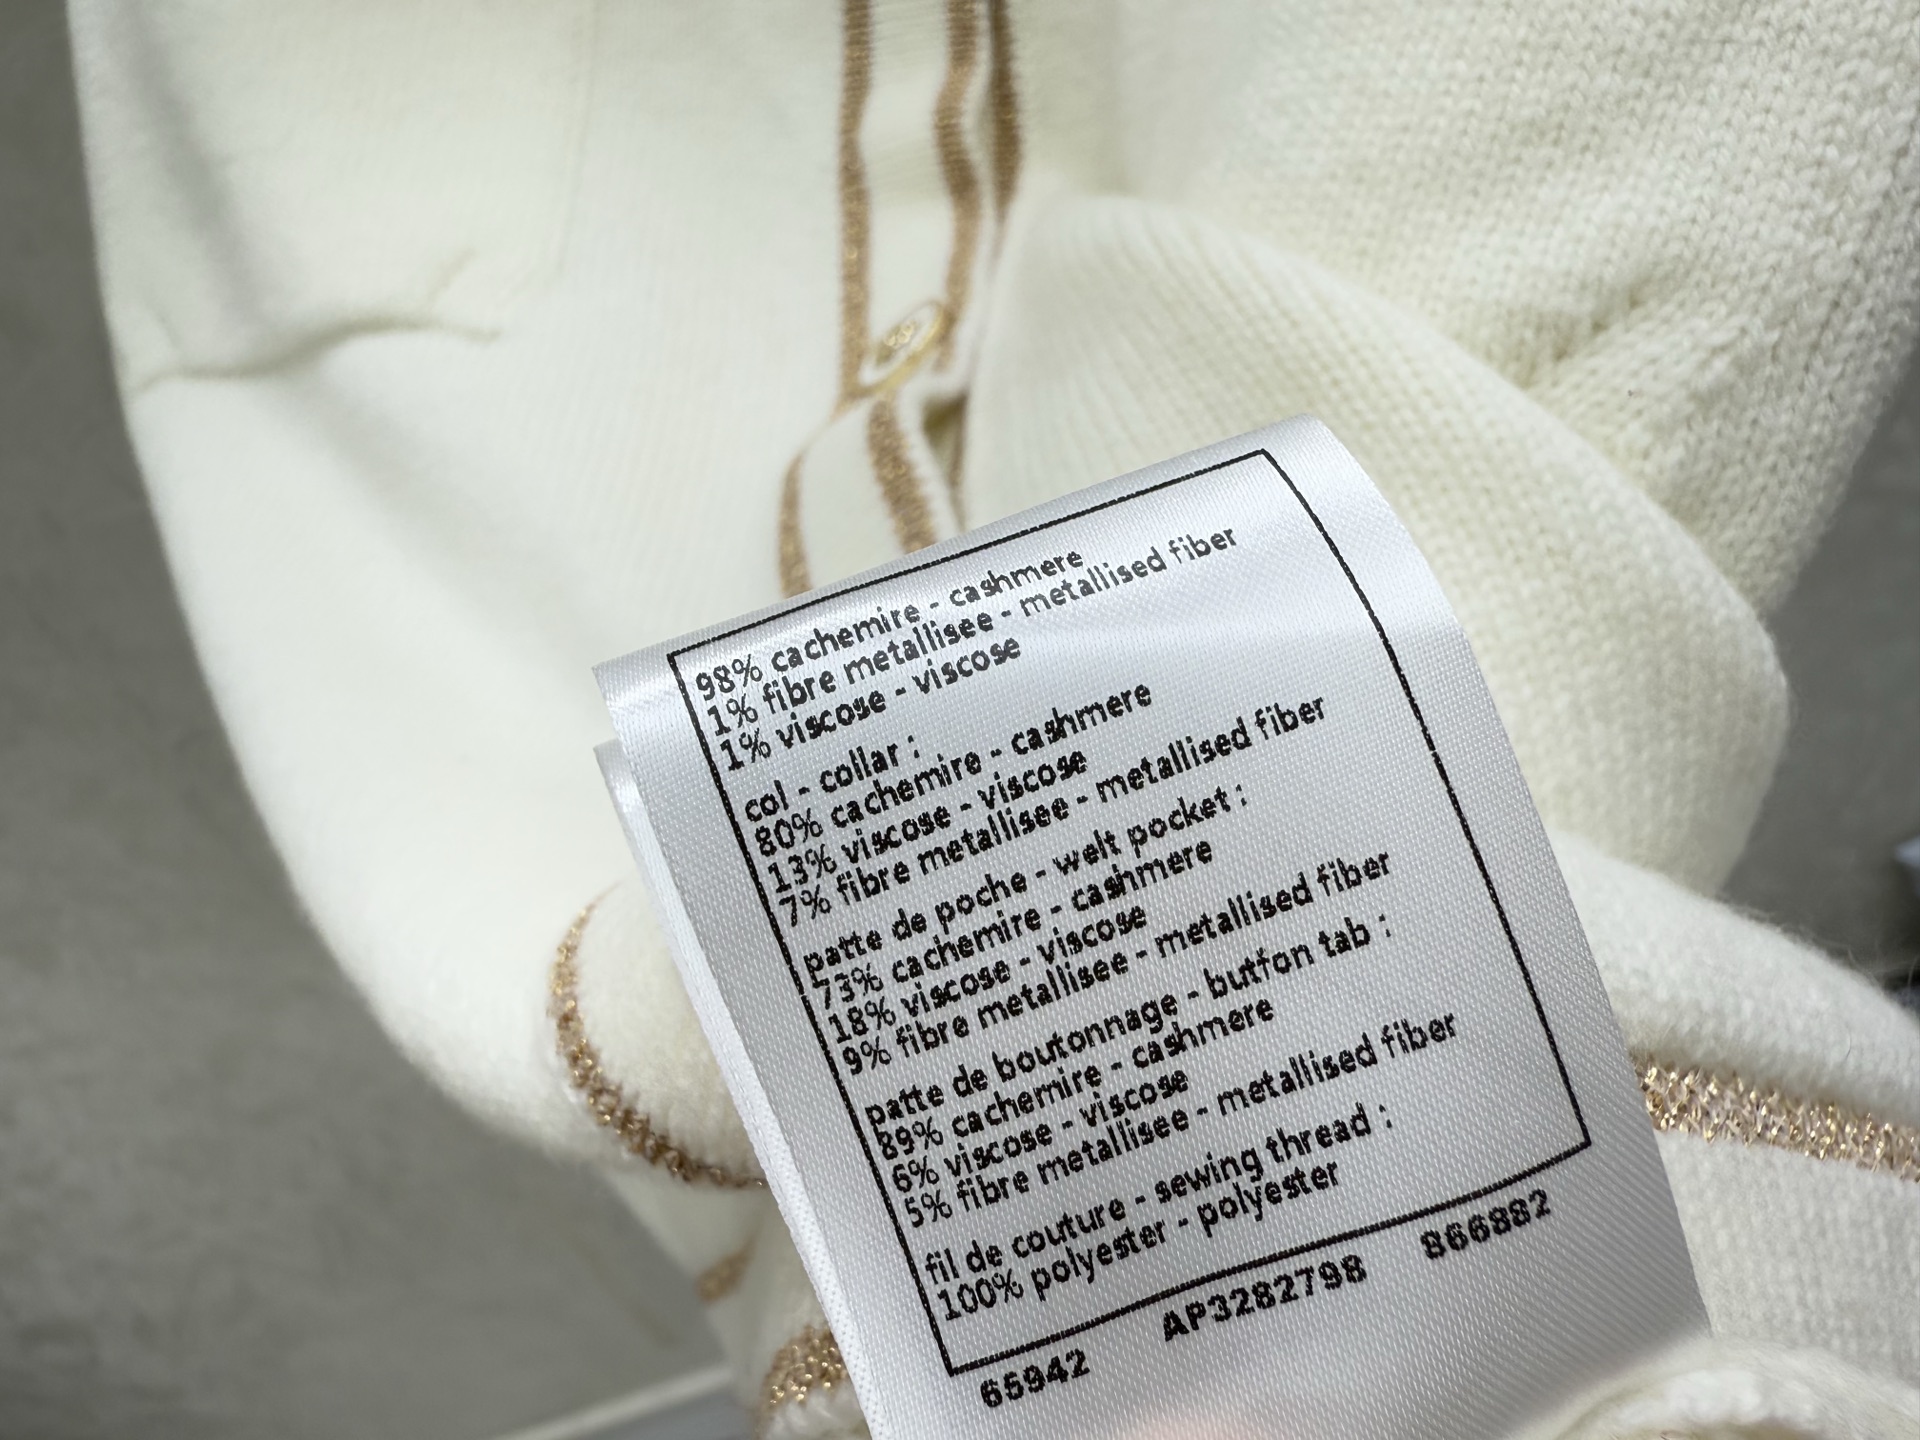 98% cachemire - cashmere
1% fibre metallisee - metallised fiber
1% viscose - viscose
col - collar :
80% cachemire - cashmere
13% viscose - viscose
7% fibre metallisee - metallised fiber
patte de poche - welt pocket :
73% cachemire - cashmere
18% viscose - viscose
9% fibre metallisee - metallised fiber
patte de boutonnage - button tab :
89% cachemire - cashmere
6% viscose - viscose
5% fibre metallisee - metallised fiber
fil de couture - sewing thread :
100% polyester - polyester
65942 AP3282798 866882